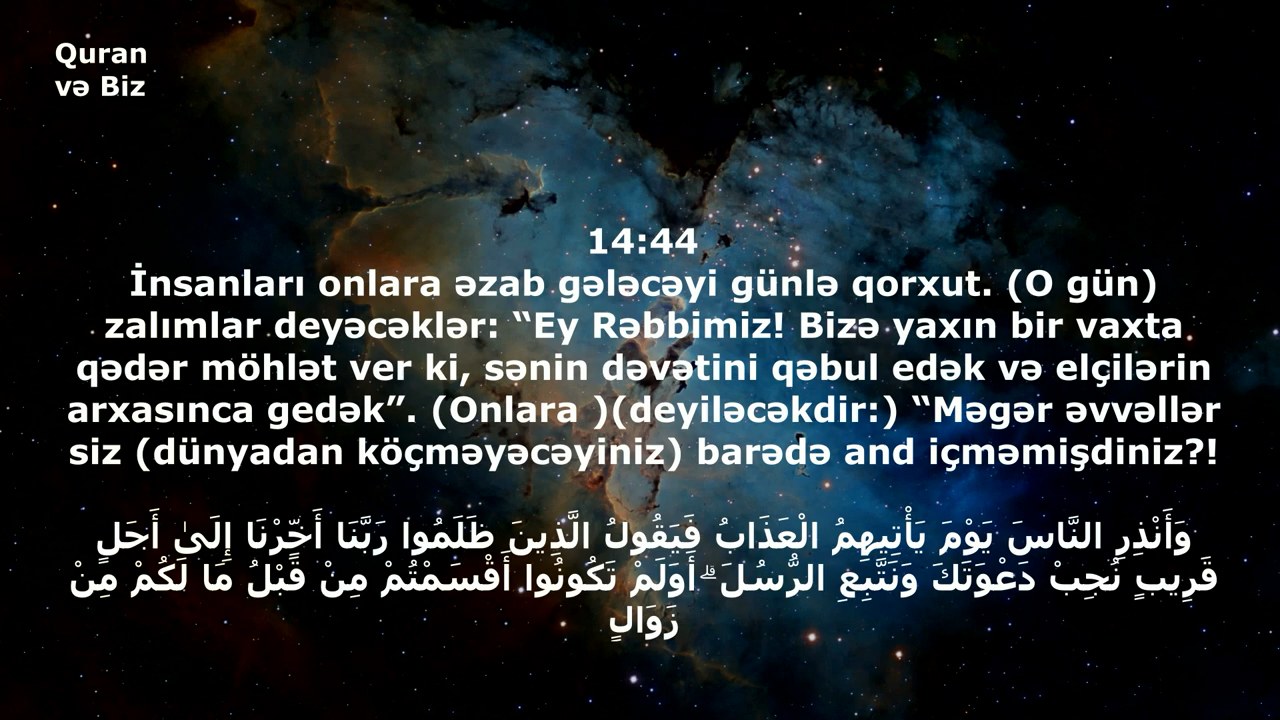 Quran
və Biz
14:44
İnsanları onlara əzab gələcəyi günlə qorxut. (O gün)
zalımlar deyəcəklər: “Ey Rəbbimiz! Bizə yaxın bir vaxta
qədər möhlət ver ki, sənin dəvətini qəbul edək və elçilərin
arxasınca gedək”. (Onlara )(deyiləcəkdir:) “Məgər əvvəllər
siz (dünyadan köçməyəcəyiniz) barədə and içməmişdiniz?!
وَأَنْذِرِ النَّاسَ يَوْمَ يَأْتِيهِمُ الْعَذَابُ فَيَقُولُ الَّذِينَ ظَلَمُوا رَبَّنَا أَخِّرْنَا إِلَىٰ أَجَلٍ
قَرِيبٍ نُجِبْ دَعْوَتَكَ وَنَتَّبِعِ الرُّسُلَ ۗ أَوَلَمْ تَكُونُوا أَقْسَمْتُمْ مِنْ قَبْلُ مَا لَكُمْ مِنْ
زَوَالٍ